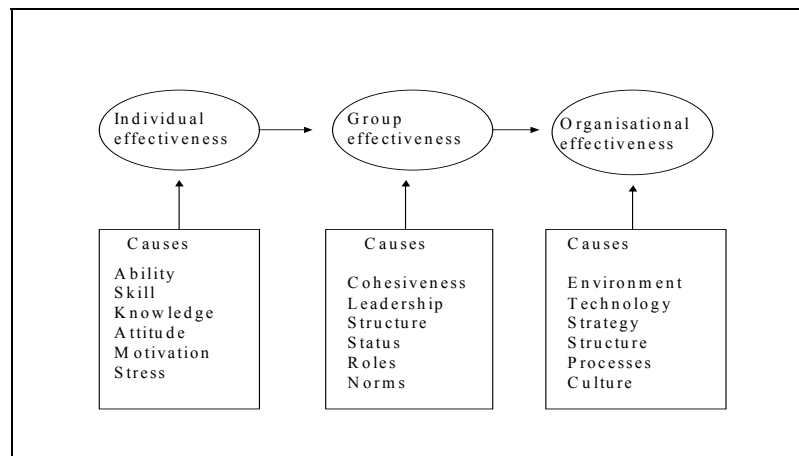 Individual
effectiveness
Group
effectiveness
Organisational
effectiveness
Causes
Ability
Skill
Knowledge
Attitude
Motivation
Stress
Causes
Cohesiveness
Leadership
Structure
Status
Roles
Norms
Causes
Environment
Technology
Strategy
Structure
Processes
Culture